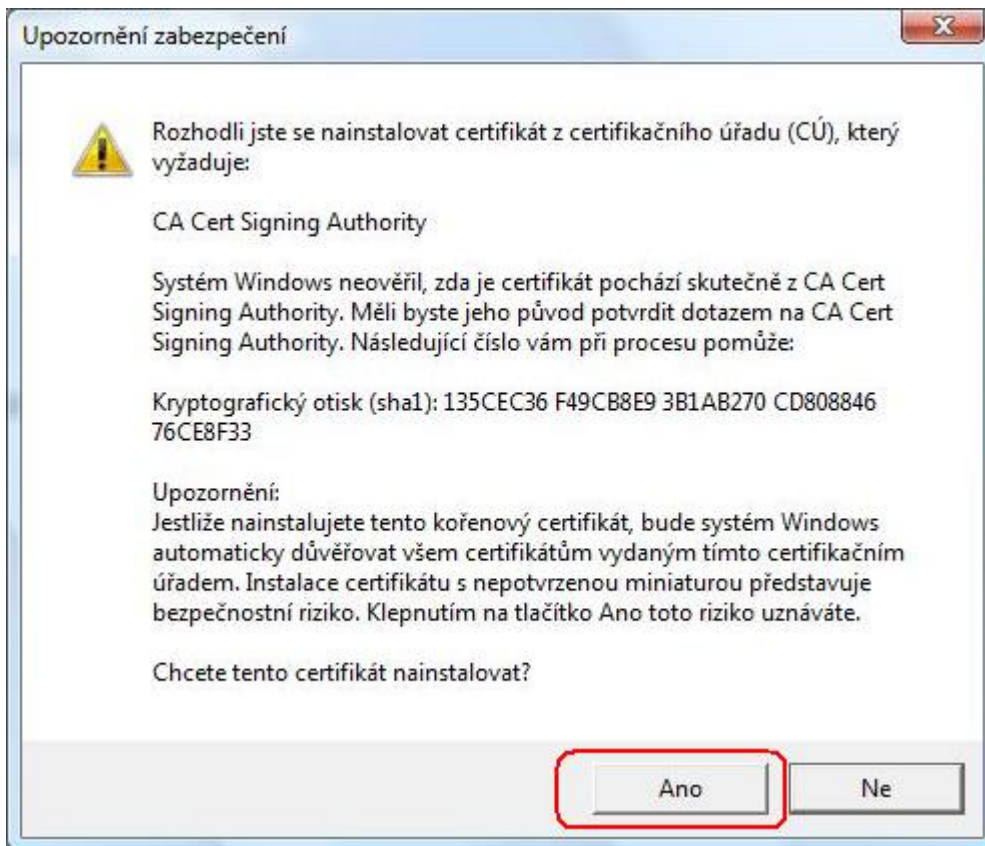 Upozornění zabezpečení
Rozhodli jste se nainstalovat certifikát z certifikačního úřadu (CÚ), který
vyžaduje:
CA Cert Signing Authority
Systém Windows neověřil, zda je certifikát pochází skutečně z CA Cert
Signing Authority. Měli byste jeho původ potvrdit dotazem na CA Cert
Signing Authority. Následující číslo vám při procesu pomůže:
Kryptografický otisk (sha1): 135CEC36 F49CB8E9 3B1AB270 CD808846
76CE8F33
Upozornění:
Jestliže nainstalujete tento kořenový certifikát, bude systém Windows
automaticky důvěřovat všem certifikátům vydaným tímto certifikačním
úřadem. Instalace certifikátu s nepotvrzenou miniaturou představuje
bezpečnostní riziko. Klepnutím na tlačítko Ano toto riziko uznáváte.
Chcete tento certifikát nainstalovat?
Ano
Ne